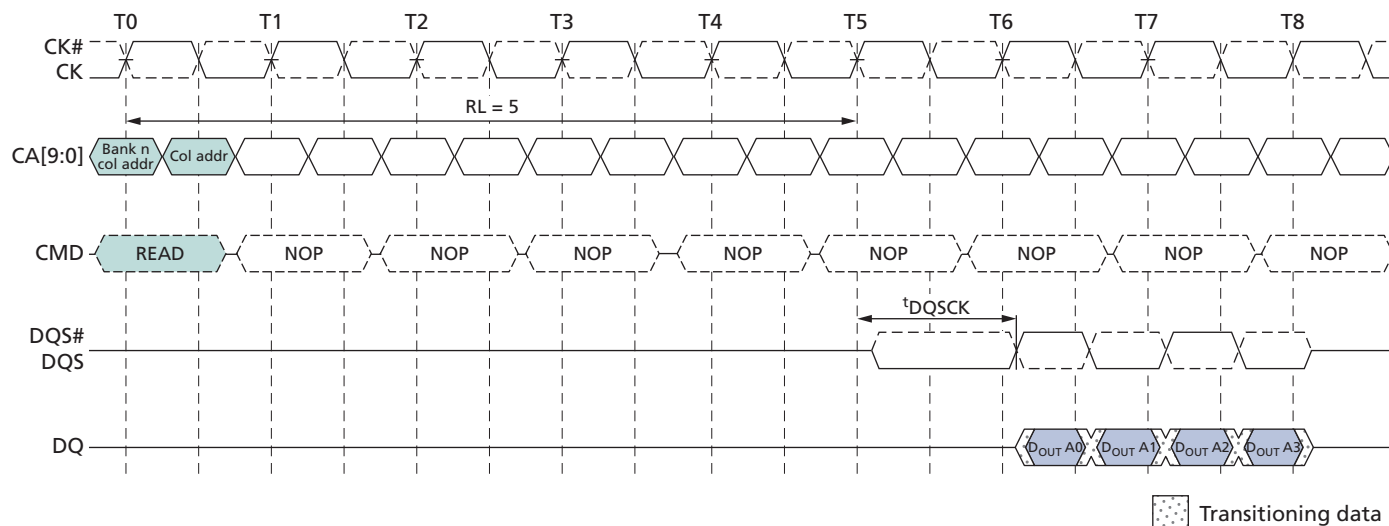 T0 T1 T2 T3 T4 T5 T6 T7 T8
CK#
CK
RL = 5
CA[9:0]
Bank n
col addr
Col addr
CMD
READ NOP NOP NOP NOP NOP NOP NOP NOP
tDQSCK
DQS#
DQS
DQ
DOUT A0 DOUT A1 DOUT A2 DOUT A3
Transitioning data